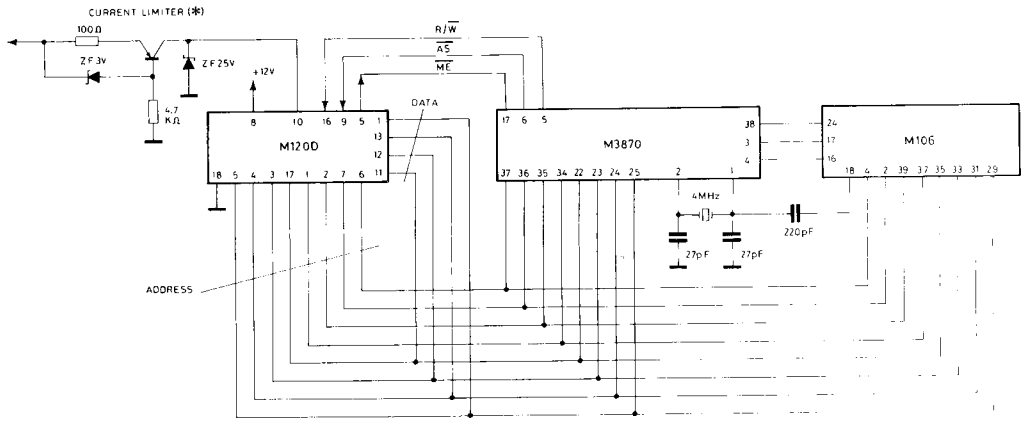 CURRENT LIMITER (*)
100Ω
ZF 3V
ZF 25V
4,7 KΩ
+12V
R/W
AS
ME
DATA
8 10 16 9 5 1
13
12
11
M120D
18 5 4 3 17 1 2 7 6
17 6 5
38
3
4
M3870
37 36 35 34 22 23 24 25 2 1
24
17
16
M106
18 4 2 39 37 35 33 31 29
4MHz
220pF
27pF 27pF
ADDRESS